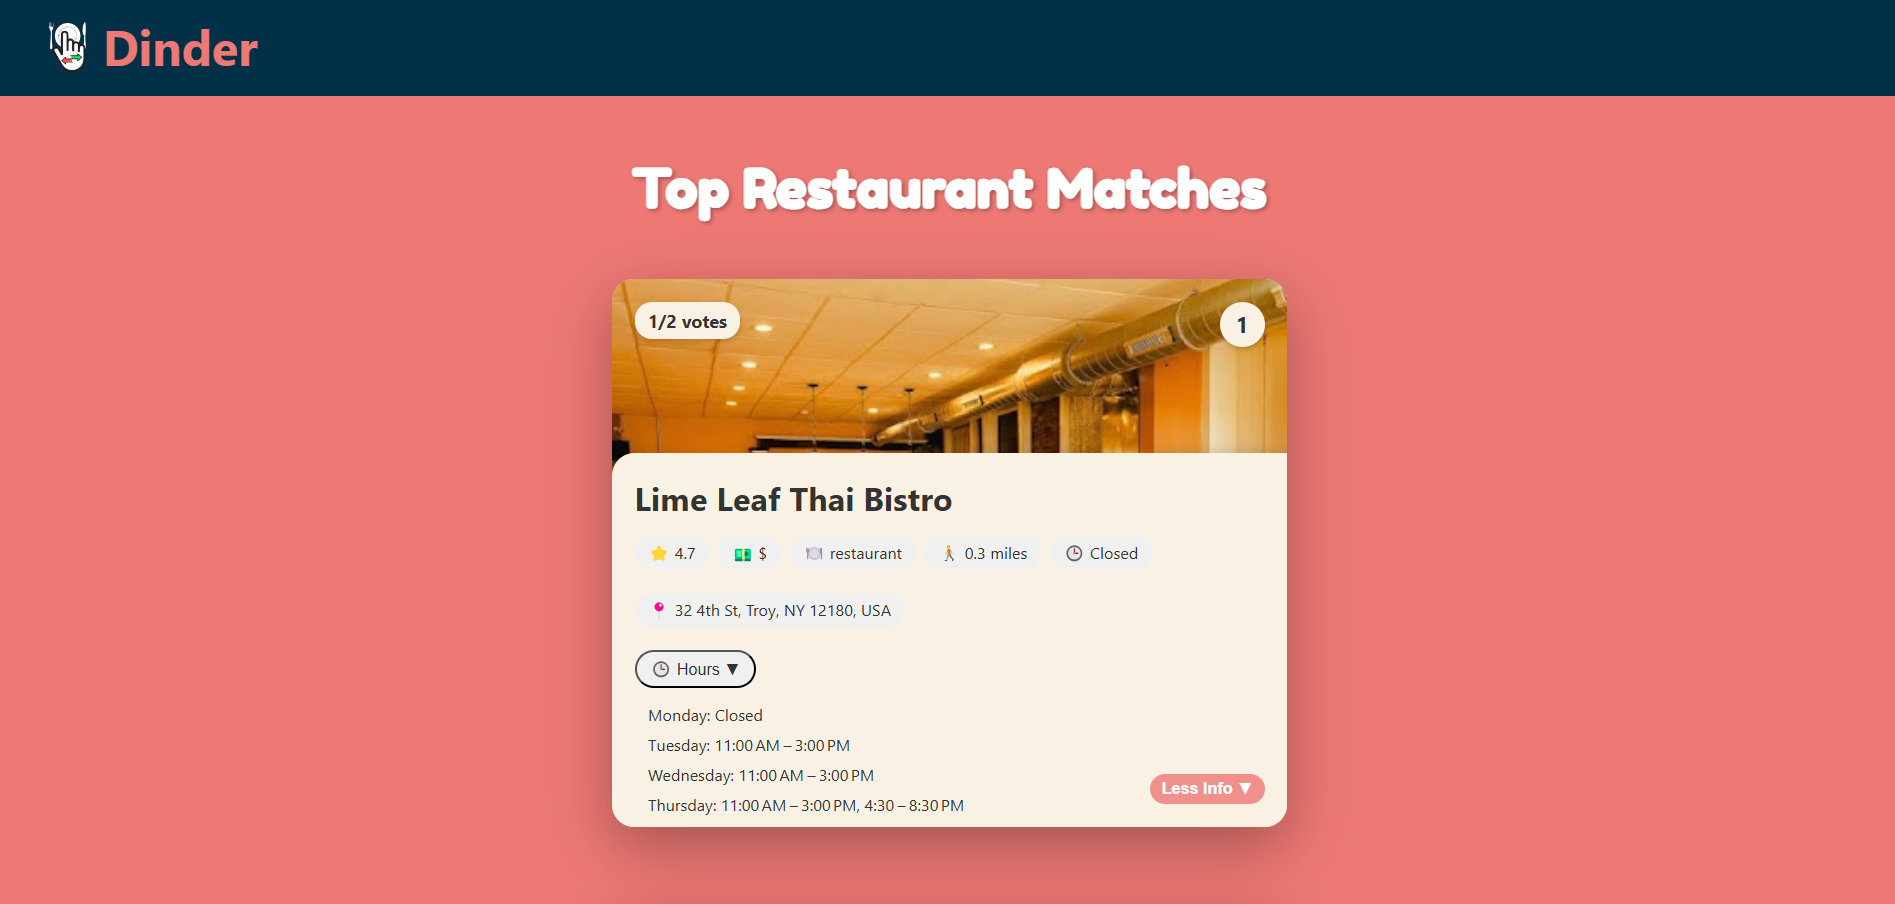 Dinder
Top Restaurant Matches
1/2 votes
1
Lime Leaf Thai Bistro
4.7
$
restaurant
0.3 miles
Closed
32 4th St, Troy, NY 12180, USA
Hours ▼
Monday: Closed
Tuesday: 11:00 AM – 3:00 PM
Wednesday: 11:00 AM – 3:00 PM
Less Info ▼
Thursday: 11:00 AM – 3:00 PM, 4:30 – 8:30 PM